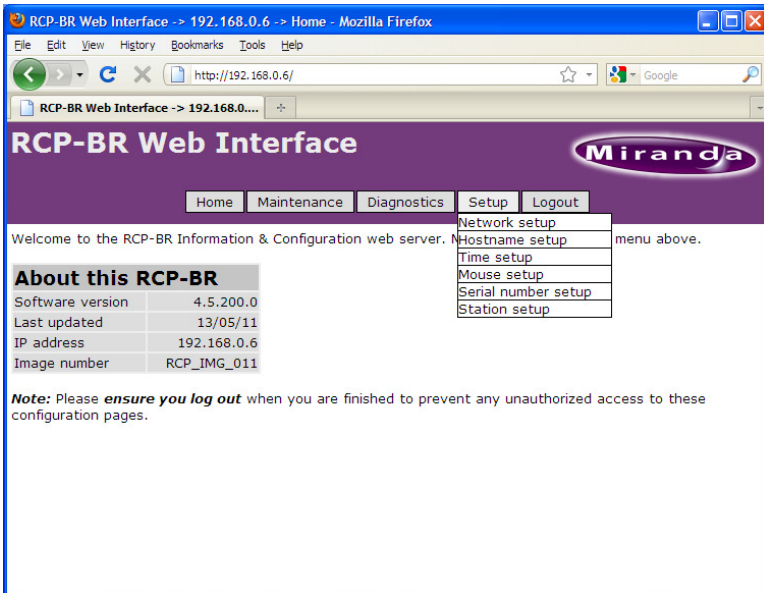 RCP-BR Web Interface -> 192.168.0.6 -> Home - Mozilla Firefox
File Edit View History Bookmarks Tools Help
http://192.168.0.6/
Google
RCP-BR Web Interface -> 192.168.0....
RCP-BR Web Interface
Miranda
Home Maintenance Diagnostics Setup Logout
Network setup
Hostname setup
Time setup
Mouse setup
Serial number setup
Station setup
Welcome to the RCP-BR Information & Configuration web server. menu above.
About this RCP-BR
Software version 4.5.200.0
Last updated 13/05/11
IP address 192.168.0.6
Image number RCP_IMG_011
Note: Please ensure you log out when you are finished to prevent any unauthorized access to these
configuration pages.